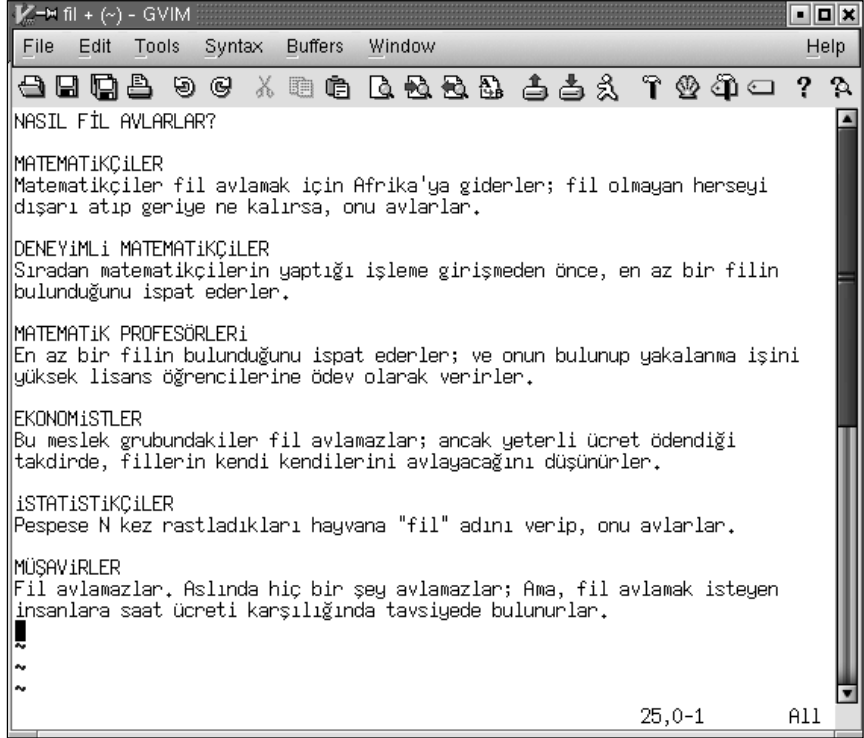 fil + (~) - GVIM
File Edit Tools Syntax Buffers Window Help
NASIL FİL AVLARLAR?
MATEMATiKÇiLER
Matematikçiler fil avlamak için Afrika'ya giderler; fil olmayan herseyi
dışarı atıp geriye ne kalırsa, onu avlarlar.
DENEYiMLi MATEMATiKÇiLER
Sıradan matematikçilerin yaptığı işleme girişmeden önce, en az bir filin
bulunduğunu ispat ederler.
MATEMATiK PROFESÖRLERi
En az bir filin bulunduğunu ispat ederler; ve onun bulunup yakalanma işini
yüksek lisans öğrencilerine ödev olarak verirler.
EKONOMiSTLER
Bu meslek grubundakiler fil avlamazlar; ancak yeterli ücret ödendiği
takdirde, fillerin kendi kendilerini avlayacağını düşünürler.
iSTATiSTiKÇiLER
Pespese N kez rastladıkları hayvana "fil" adını verip, onu avlarlar.
MÜŞAViRLER
Fil avlamazlar. Aslında hiç bir şey avlamazlar; Ama, fil avlamak isteyen
insanlara saat ücreti karşılığında tavsiyede bulunurlar.
~
~
~
25,0-1 All